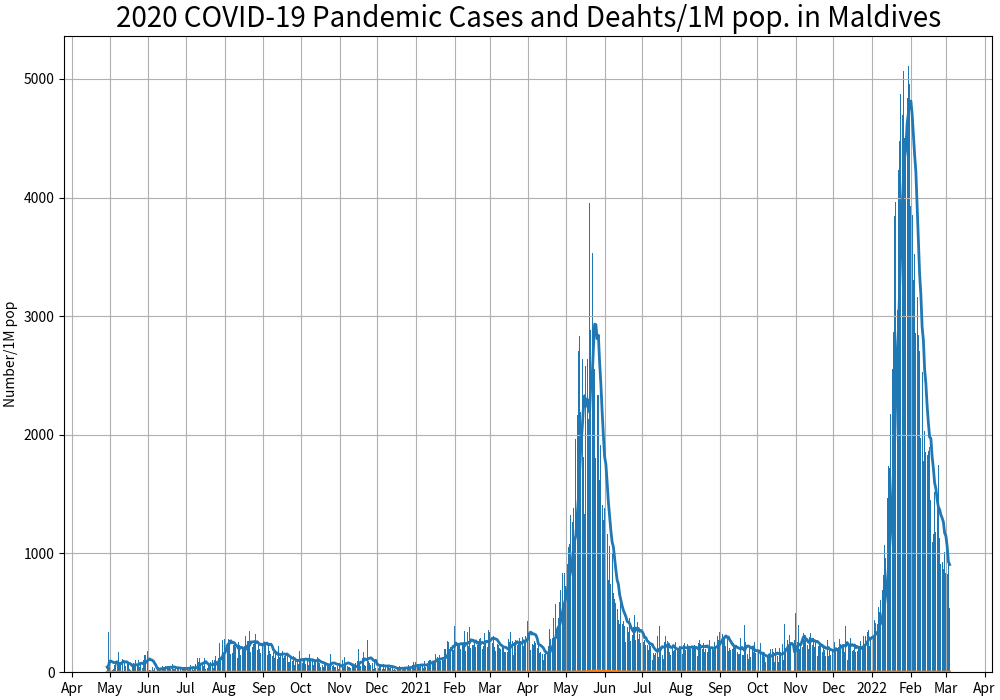 2020 COVID-19 Pandemic Cases and Deahts/1M pop. in Maldives
5000
4000
3000
2000
1000
0
Number/1M pop
Apr May Jun Jul Aug Sep Oct Nov Dec 2021 Feb Mar Apr May Jun Jul Aug Sep Oct Nov Dec 2022 Feb Mar Apr